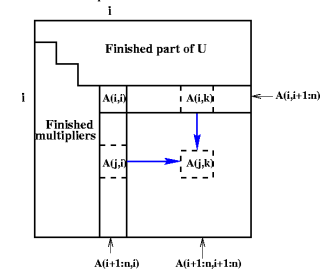 i
Finished part of U
i
A(i,i) A(i,k) A(i,i+1:n)
Finished
multipliers
A(j,i) A(j,k)
A(i+1:n,i) A(i+1:n,i+1:n)